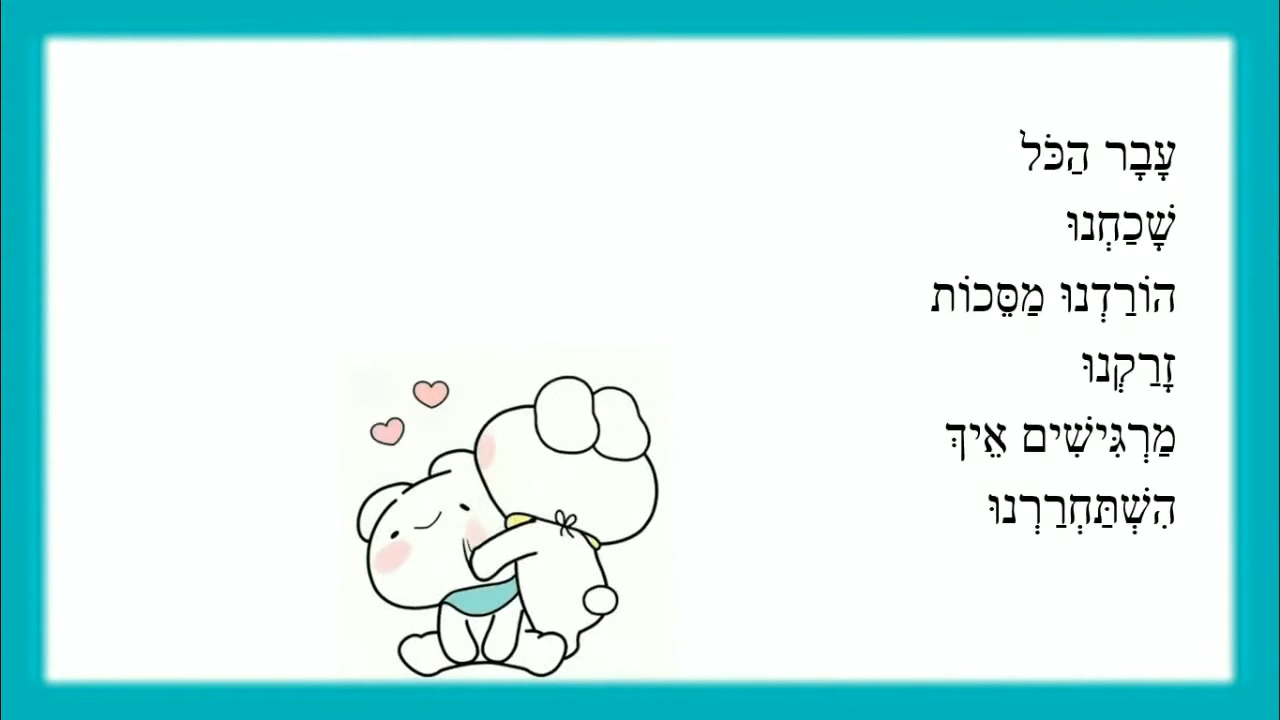 עָבָר הַכֹּל
שָׁכַחְנוּ
הוֹרַדְנוּ מַסֵּכוֹת
זָרַקְנוּ
מַרְגִּישִׁים אֵיךְ
הִשְׁתַּחְרַרְנוּ